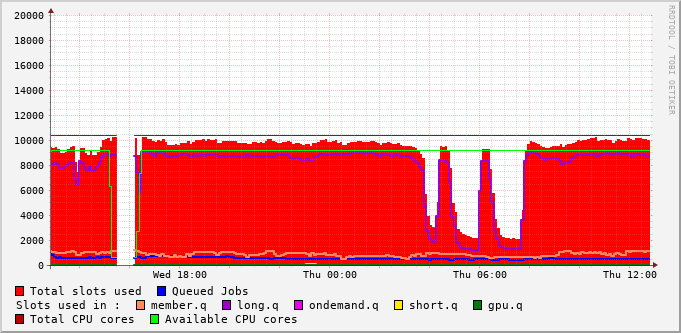 RRDTOOL / TOBI OETIKER
20000
18000
16000
14000
12000
10000
8000
6000
4000
2000
0
Wed 18:00 Thu 00:00 Thu 06:00 Thu 12:00
Total slots used Queued Jobs
Slots used in : member.q long.q ondemand.q short.q gpu.q
Total CPU cores Available CPU cores